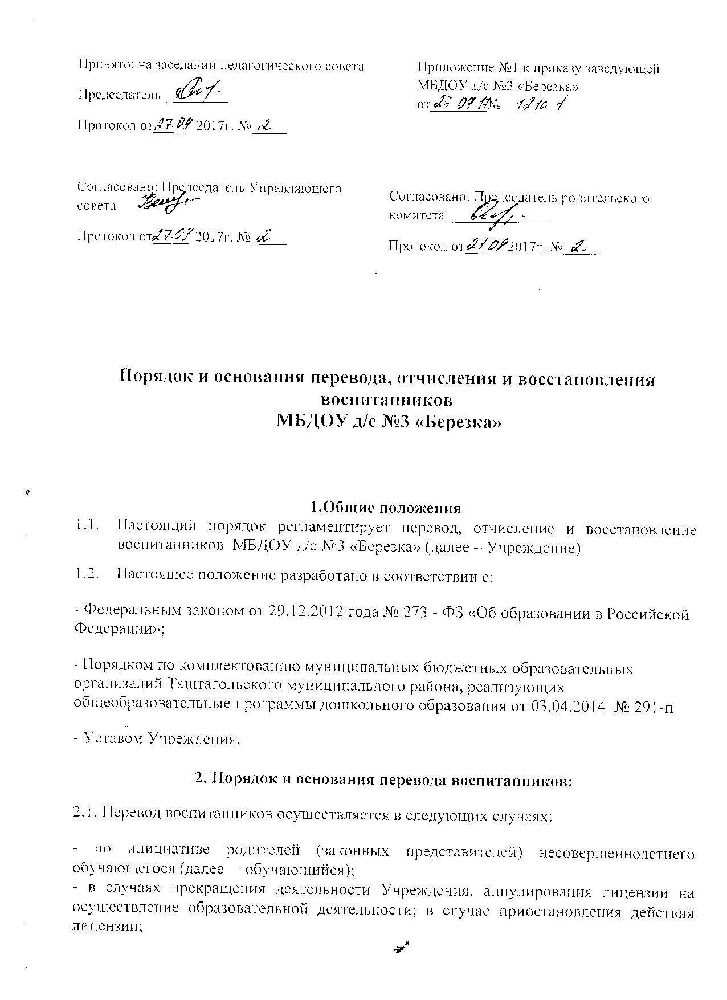 Принято: на заседании педагогического совета
Председатель
Протокол от 27.09 2017г. № 2
Приложение №1 к приказу заведующей
МБДОУ д/с №3 «Березка»
от 27 09.17 № 121а 1
Согласовано: Председатель Управляющего
совета
Протокол от 27.09 2017г. № 2
Согласовано: Председатель родительского
комитета
Протокол от 21.09 2017г. № 2
Порядок и основания перевода, отчисления и восстановления
воспитанников
МБДОУ д/с №3 «Березка»
1.Общие положения
1.1. Настоящий порядок регламентирует перевод, отчисление и восстановление
воспитанников МБДОУ д/с №3 «Березка» (далее – Учреждение)
1.2. Настоящее положение разработано в соответствии с:
- Федеральным законом от 29.12.2012 года № 273 - ФЗ «Об образовании в Российской
Федерации»;
- Порядком по комплектованию муниципальных бюджетных образовательных
организаций Таштагольского муниципального района, реализующих
общеобразовательные программы дошкольного образования от 03.04.2014 № 291-п
- Уставом Учреждения.
2. Порядок и основания перевода воспитанников:
2.1. Перевод воспитанников осуществляется в следующих случаях:
- по инициативе родителей (законных представителей) несовершеннолетнего
обучающегося (далее – обучающийся);
- в случаях прекращения деятельности Учреждения, аннулирования лицензии на
осуществление образовательной деятельности; в случае приостановления действия
лицензии;